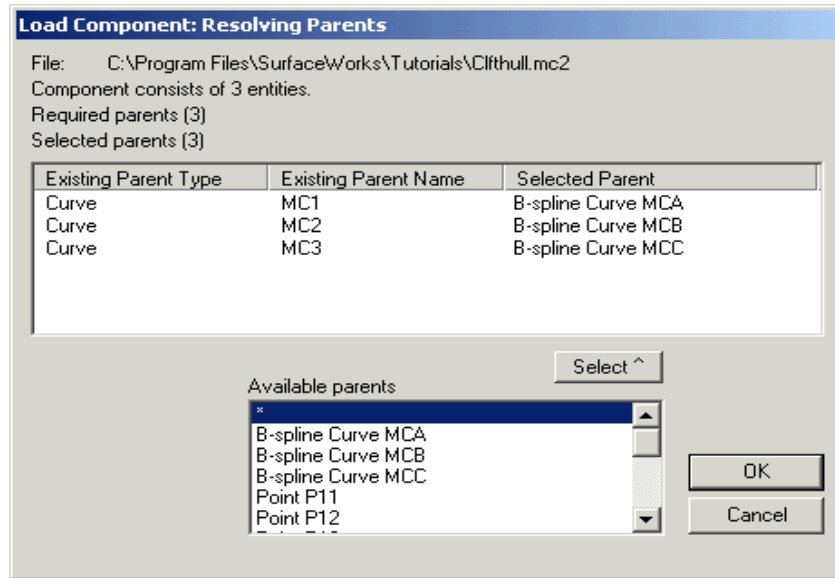 Load Component: Resolving Parents
File: C:\Program Files\SurfaceWorks\Tutorials\Clfthull.mc2
Component consists of 3 entities.
Required parents (3)
Selected parents (3)
Existing Parent Type Existing Parent Name Selected Parent
Curve MC1 B-spline Curve MCA
Curve MC2 B-spline Curve MCB
Curve MC3 B-spline Curve MCC
Select ^
Available parents
*
B-spline Curve MCA
B-spline Curve MCB
B-spline Curve MCC
Point P11
Point P12
OK
Cancel